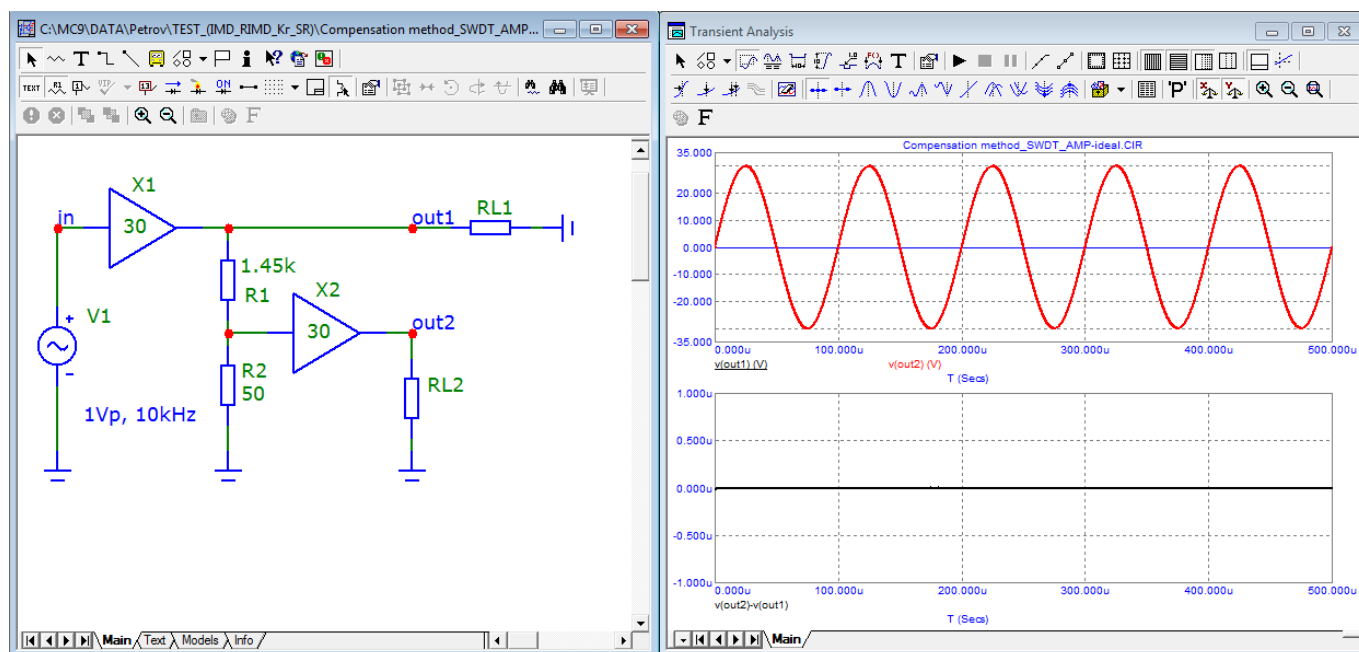 C:\MC9\DATA\Petrov\TEST_(IMD_RIMD_Kr_SR)\Compensation method_SWDT_AMP...
T
TEXT
ON
F
X1
in
30
out1
RL1
1.45k
R1
X2
V1
30
out2
R2
50
RL2
1Vp, 10kHz
Main Text Models Info
Transient Analysis
T
'P'
F
Compensation method_SWDT_AMP-ideal.CIR
35.000
20.000
10.000
0.000
-10.000
-20.000
-35.000
0.000u 100.000u 200.000u 300.000u 400.000u 500.000u
v(out1) (V) v(out2) (V)
T (Secs)
1.000u
0.500u
0.000u
-0.500u
-1.000u
0.000u 100.000u 200.000u 300.000u 400.000u 500.000u
v(out2)-v(out1)
T (Secs)
Main